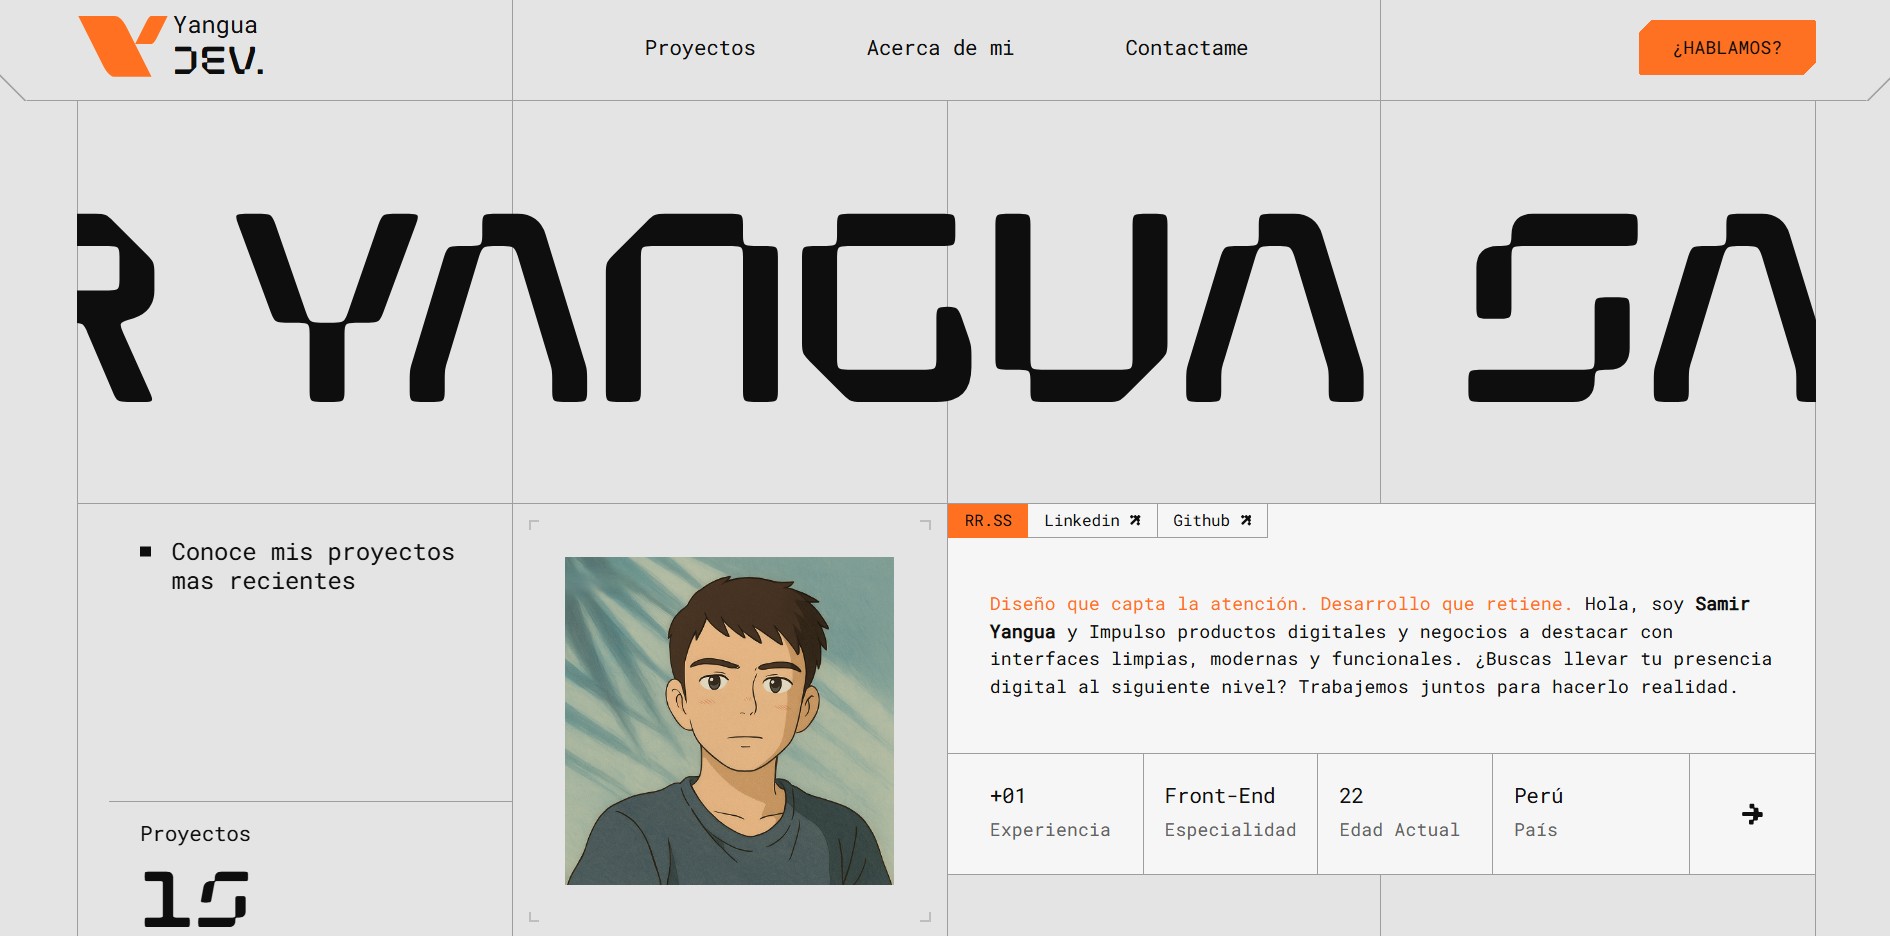 Yangua
DEV.
Proyectos
Acerca de mi
Contactame
¿HABLAMOS?
R YANGUA SA
Conoce mis proyectos
mas recientes
Proyectos
15
RR.SS
Linkedin
Github
Diseño que capta la atención. Desarrollo que retiene. Hola, soy Samir
Yangua y Impulso productos digitales y negocios a destacar con
interfaces limpias, modernas y funcionales. ¿Buscas llevar tu presencia
digital al siguiente nivel? Trabajemos juntos para hacerlo realidad.
+01
Experiencia
Front-End
Especialidad
22
Edad Actual
Perú
País